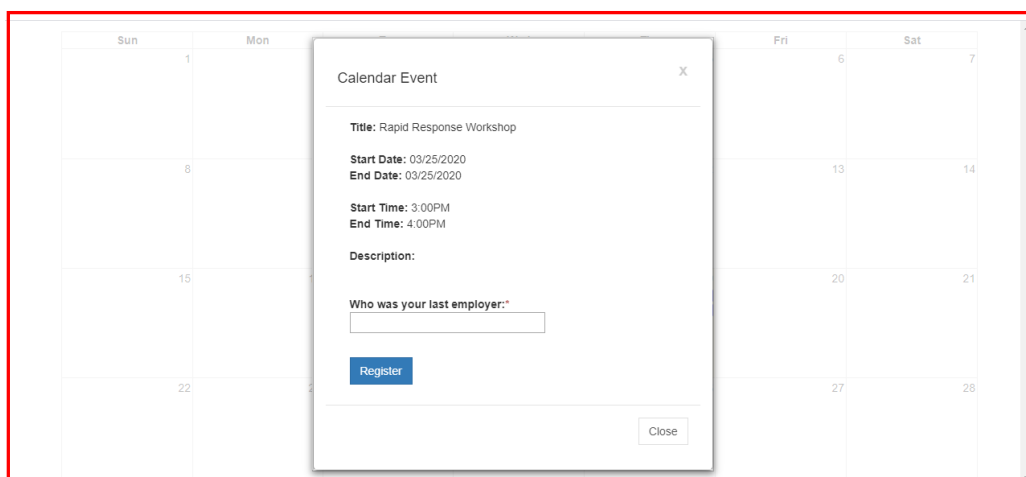 Sun Mon Fri Sat
1 6 7
Calendar Event x
Title: Rapid Response Workshop
Start Date: 03/25/2020
End Date: 03/25/2020
8 13 14
Start Time: 3:00PM
End Time: 4:00PM
Description:
15 20 21
Who was your last employer:*
Register
22 27 28
Close